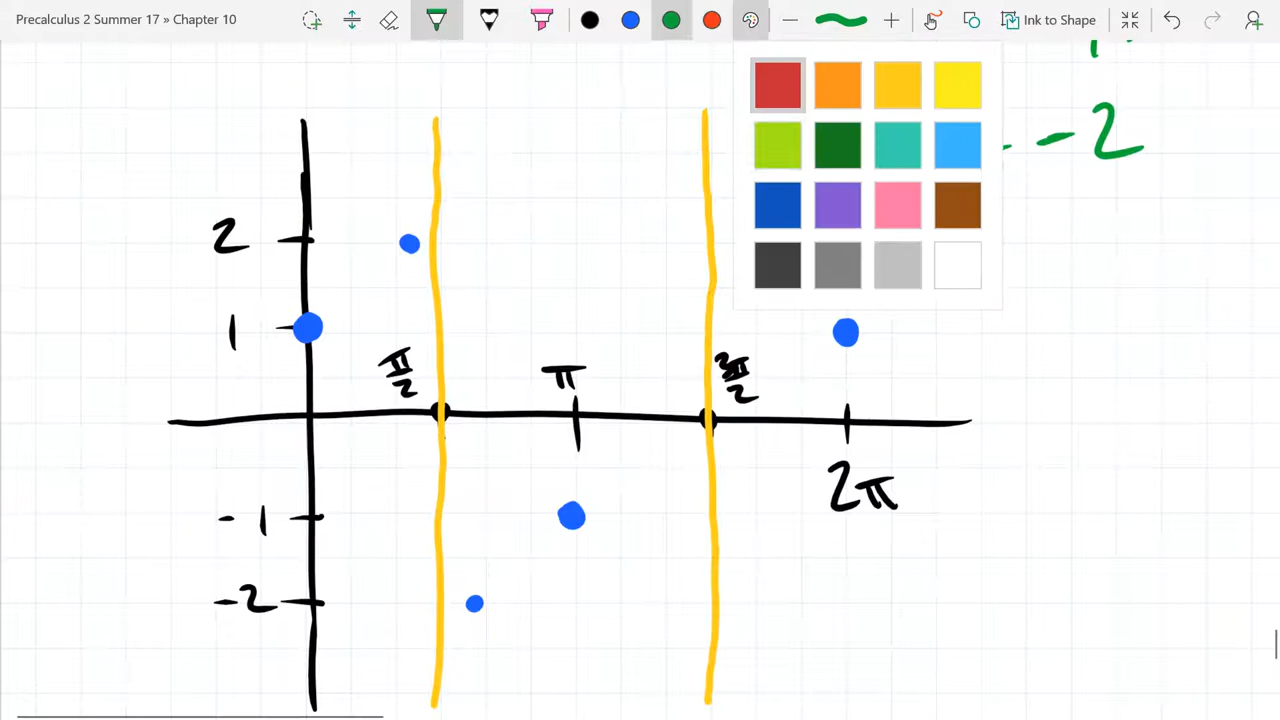 Precalculus 2 Summer 17 » Chapter 10
Ink to Shape
- - 2
2
1
π/2
π
3π/2
2π
- 1
-2